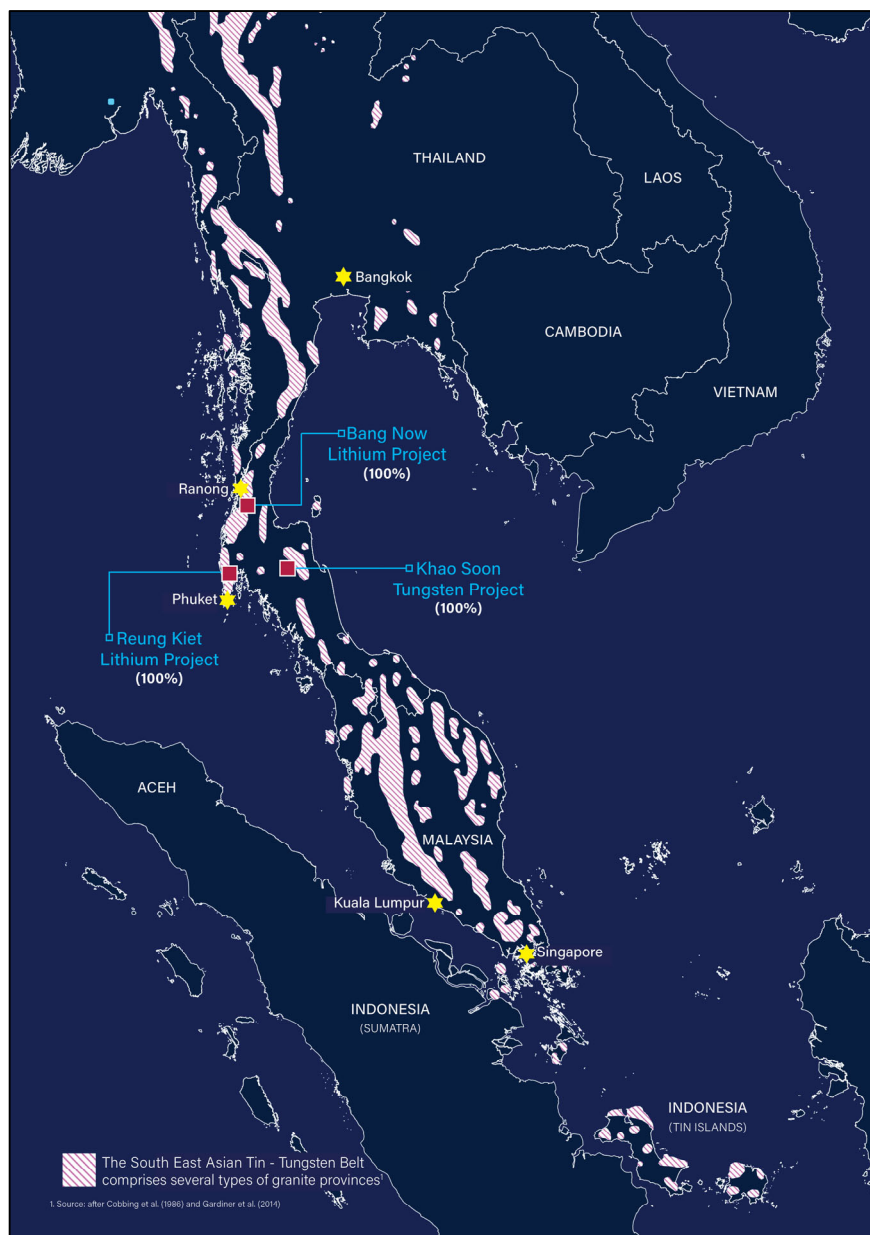 THAILAND
LAOS
Bangkok
CAMBODIA
VIETNAM
Bang Now
Lithium Project
(100%)
Ranong
Khao Soon
Tungsten Project
(100%)
Phuket
Reung Kiet
Lithium Project
(100%)
ACEH
MALAYSIA
Kuala Lumpur
Singapore
INDONESIA
(SUMATRA)
INDONESIA
(TIN ISLANDS)
The South East Asian Tin - Tungsten Belt
comprises several types of granite provinces¹
1. Source: after Cobbing et al. (1986) and Gardiner et al. (2014)